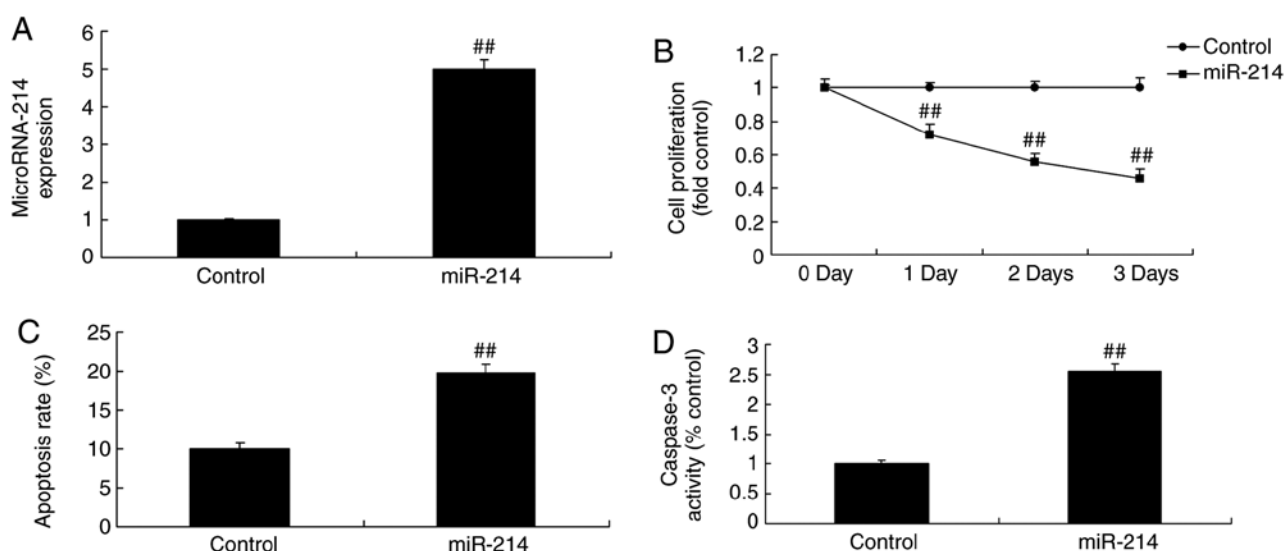 A
MicroRNA-214
expression
6
5
4
3
2
1
0
##
Control
miR-214
B
Cell proliferation
(fold control)
1.2
1
0.8
0.6
0.4
0.2
0
##
##
##
0 Day
1 Day
2 Days
3 Days
Control
miR-214
C
Apoptosis rate (%)
25
20
15
10
5
0
##
Control
miR-214
D
Caspase-3
activity (% control)
3
2.5
2
1.5
1
0.5
0
##
Control
miR-214